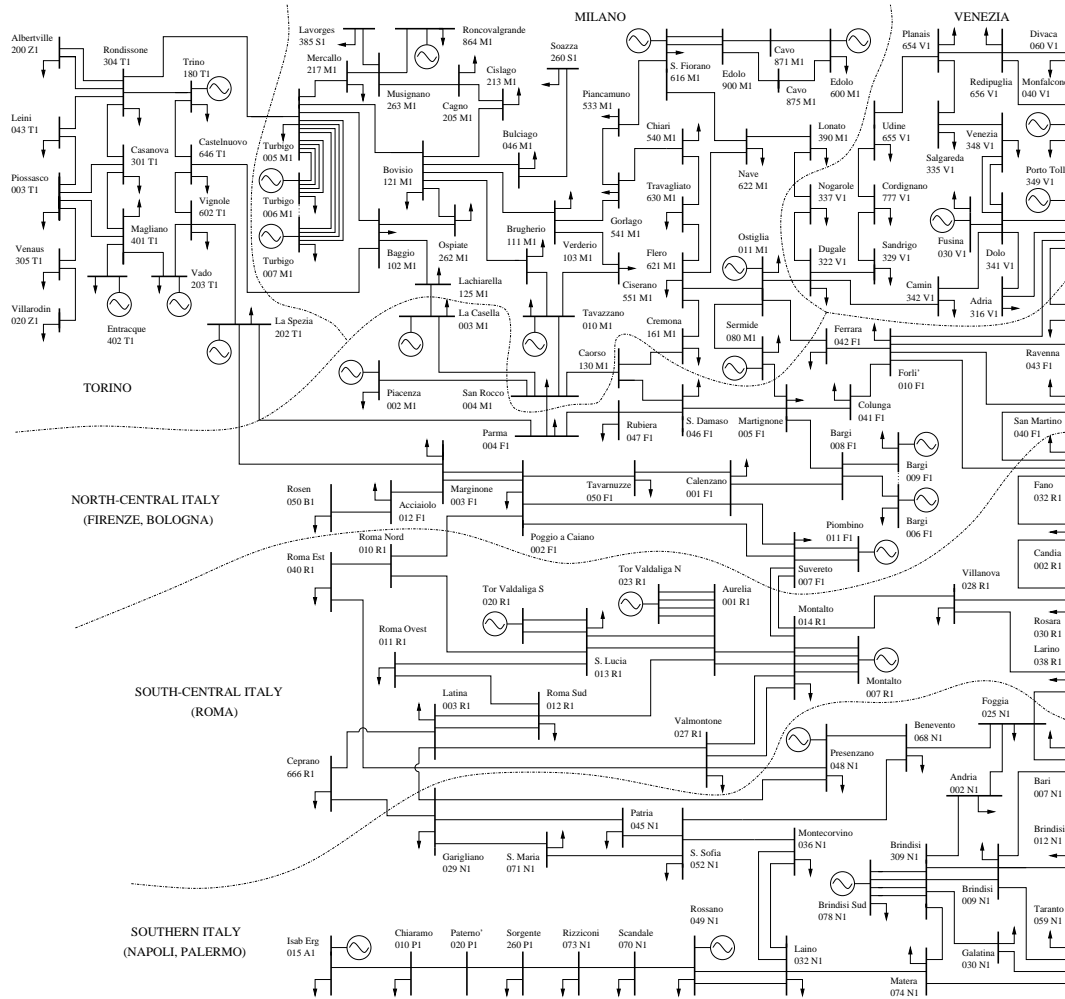 MILANO
VENEZIA
Albertville
200 Z1
Rondissone
304 T1
Trino
180 T1
Leini
043 T1
Casanova
301 T1
Castelnuovo
646 T1
Piossasco
003 T1
Vignole
602 T1
Magliano
401 T1
Venaus
305 T1
Vado
203 T1
Villarodin
020 Z1
Entracque
402 T1
La Spezia
202 T1
TORINO
Lavorges
385 S1
Roncovalgrande
864 M1
Mercallo
217 M1
Musignano
263 M1
Cislago
213 M1
Cagno
205 M1
Soazza
260 S1
Turbigo
005 M1
Turbigo
006 M1
Turbigo
007 M1
Bovisio
121 M1
Bulciago
046 M1
Baggio
102 M1
Ospiate
262 M1
Brugherio
111 M1
Verderio
103 M1
Lachiarella
125 M1
La Casella
003 M1
Tavazzano
010 M1
Piacenza
002 M1
San Rocco
004 M1
Parma
004 F1
Caorso
130 M1
S. Fiorano
616 M1
Edolo
900 M1
Cavo
871 M1
Cavo
875 M1
Edolo
600 M1
Piancamuno
533 M1
Chiari
540 M1
Travagliato
630 M1
Nave
622 M1
Lonato
390 M1
Gorlago
541 M1
Ciserano
551 M1
Flero
621 M1
Ostiglia
011 M1
Cremona
161 M1
Sermide
080 M1
Nogarole
337 V1
Dugale
322 V1
Planais
654 V1
Divaca
060 V1
Redipuglia
656 V1
Monfalcone
040 V1
Udine
655 V1
Salgareda
335 V1
Venezia
348 V1
Porto Toll
349 V1
Cordignano
777 V1
Sandrigo
329 V1
Fusina
030 V1
Dolo
341 V1
Camin
342 V1
Adria
316 V1
Ferrara
042 F1
Forli'
010 F1
Ravenna
043 F1
Colunga
041 F1
San Martino
040 F1
Rubiera
047 F1
S. Damaso
046 F1
Martignone
005 F1
Bargi
008 F1
Bargi
009 F1
Bargi
006 F1
NORTH-CENTRAL ITALY
(FIRENZE, BOLOGNA)
Rosen
050 B1
Acciaiolo
012 F1
Marginone
003 F1
Tavarnuzze
050 F1
Calenzano
001 F1
Poggio a Caiano
002 F1
Piombino
011 F1
Suvereto
007 F1
Fano
032 R1
Candia
002 R1
Villanova
028 R1
Rosara
030 R1
Larino
038 R1
Roma Nord
010 R1
Roma Est
040 R1
Tor Valdaliga S
020 R1
Tor Valdaliga N
023 R1
Aurelia
001 R1
Montalto
014 R1
Montalto
007 R1
Roma Ovest
011 R1
S. Lucia
013 R1
SOUTH-CENTRAL ITALY
(ROMA)
Latina
003 R1
Roma Sud
012 R1
Valmontone
027 R1
Ceprano
666 R1
Presenzano
048 N1
Benevento
068 N1
Foggia
025 N1
Andria
002 N1
Bari
007 N1
Brindisi
012 N1
Garigliano
029 N1
S. Maria
071 N1
Patria
045 N1
S. Sofia
052 N1
Montecorvino
036 N1
Brindisi
309 N1
Brindisi Sud
078 N1
Brindisi
009 N1
Taranto
059 N1
Galatina
030 N1
Matera
074 N1
SOUTHERN ITALY
(NAPOLI, PALERMO)
Isab Erg
015 A1
Chiaramo
010 P1
Paterno'
020 P1
Sorgente
260 P1
Rizziconi
073 N1
Scandale
070 N1
Rossano
049 N1
Laino
032 N1